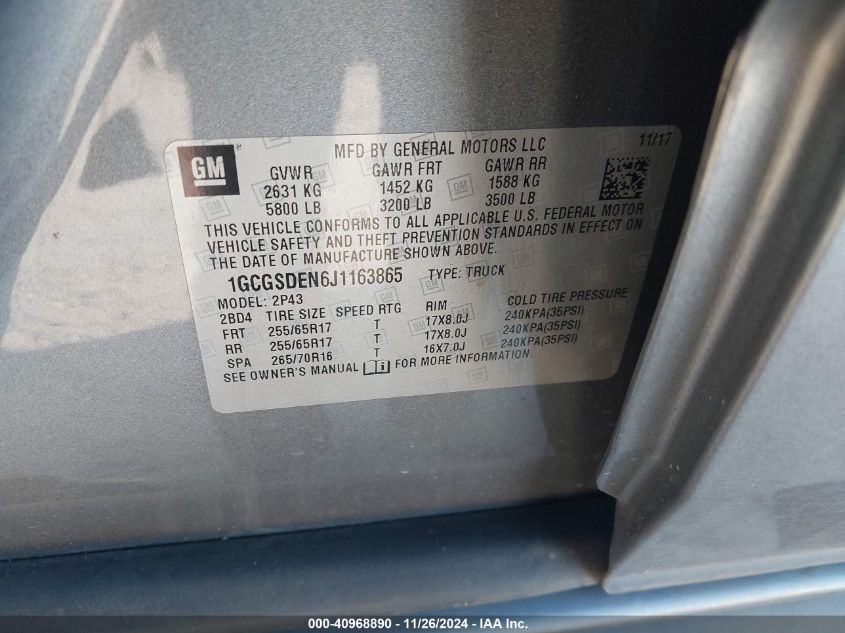 GM
MFD BY GENERAL MOTORS LLC 11/17
GVWR GAWR FRT GAWR RR
2631 KG 1452 KG 1588 KG
5800 LB 3200 LB 3500 LB
THIS VEHICLE CONFORMS TO ALL APPLICABLE U.S. FEDERAL MOTOR
VEHICLE SAFETY AND THEFT PREVENTION STANDARDS IN EFFECT ON
THE DATE OF MANUFACTURE SHOWN ABOVE.
1GCGSDEN6J1163865 TYPE: TRUCK
MODEL: 2P43
2BD4 TIRE SIZE SPEED RTG RIM COLD TIRE PRESSURE
FRT 255/65R17 T 17X8.0J 240KPA(35PSI)
RR 255/65R17 T 17X8.0J 240KPA(35PSI)
SPA 265/70R16 T 16X7.0J 240KPA(35PSI)
SEE OWNER'S MANUAL FOR MORE INFORMATION
000-40968890 - 11/26/2024 - IAA Inc.